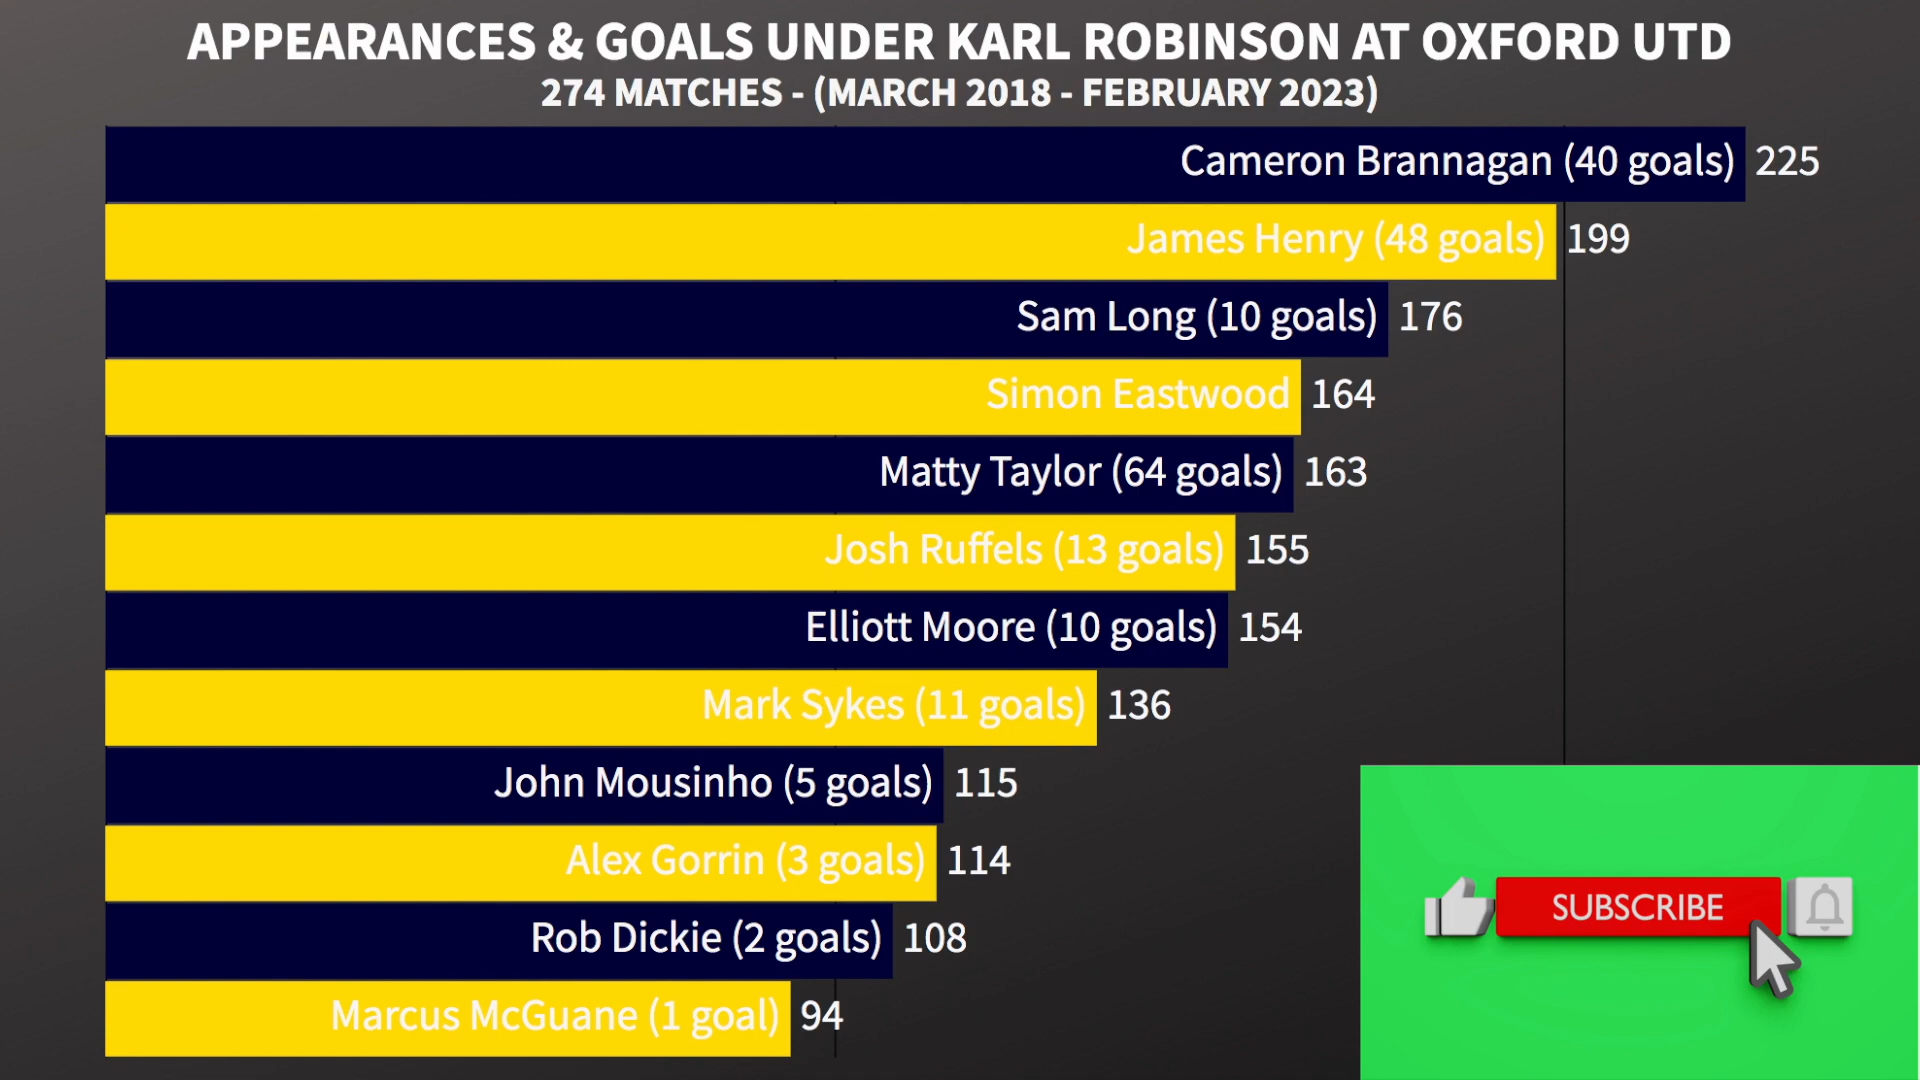 APPEARANCES & GOALS UNDER KARL ROBINSON AT OXFORD UTD
274 MATCHES - (MARCH 2018 - FEBRUARY 2023)
Cameron Brannagan (40 goals) 225
James Henry (48 goals) 199
Sam Long (10 goals) 176
Simon Eastwood 164
Matty Taylor (64 goals) 163
Josh Ruffels (13 goals) 155
Elliott Moore (10 goals) 154
Mark Sykes (11 goals) 136
John Mousinho (5 goals) 115
Alex Gorrin (3 goals) 114
Rob Dickie (2 goals) 108
Marcus McGuane (1 goal) 94
SUBSCRIBE